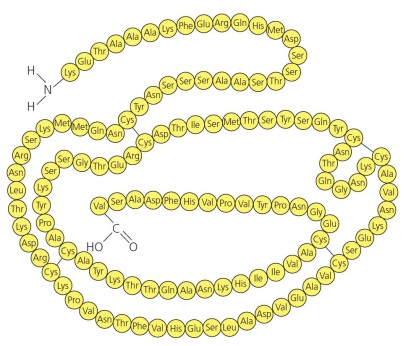 H
N
H
Lys Glu Thr Ala Ala Ala Lys Phe Glu Arg Gln His Met Asp Ser Ser Thr Ser Ala Ala Ser Ser Ser Asn Tyr Cys Asn Gln Met Met Lys Ser Arg Asn Leu Thr Lys Asp Arg Cys Lys Pro Val Asn Thr Phe Val His Glu Ser Leu Ala Asp Val Glu Ala Val Cys Ser Glu Lys Asn Val Ala Cys Lys Asn Gly Gln Thr Asn Cys Tyr Gln Ser Tyr Ser Thr Met Ser Ile Thr Asp Cys Arg Glu Thr Gly Ser Ser Lys Tyr Pro Ala Cys Ala Tyr Lys Thr Thr Gln Ala Asn Lys His Ile Ile Val Ala Cys Glu Gly Asn Pro Tyr Val Pro Val His Phe Asp Ala Ser Val
C
HO O